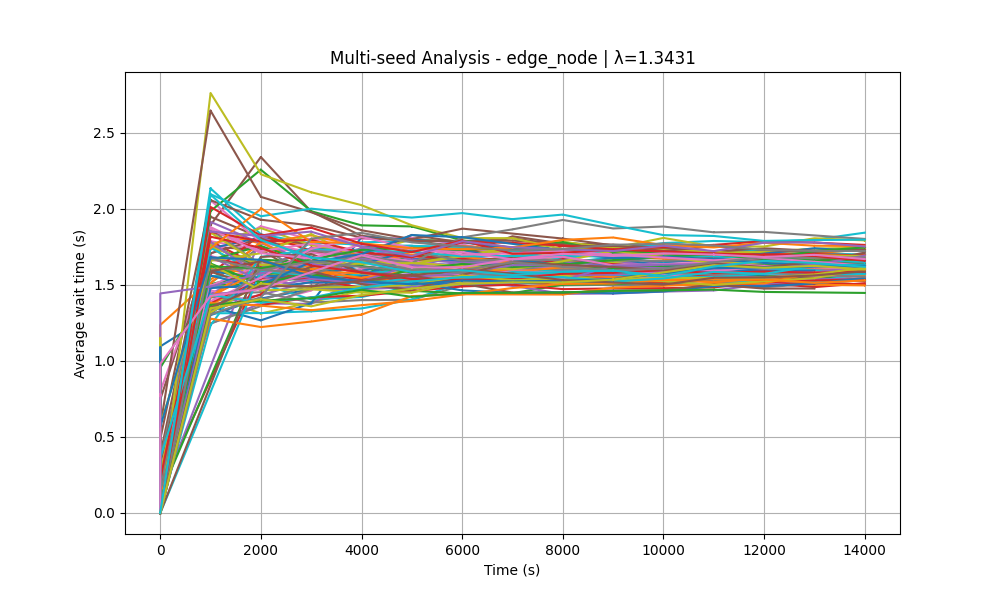 Multi-seed Analysis - edge_node | λ=1.3431
Average wait time (s)
2.5
2.0
1.5
1.0
0.5
0.0
0 2000 4000 6000 8000 10000 12000 14000
Time (s)